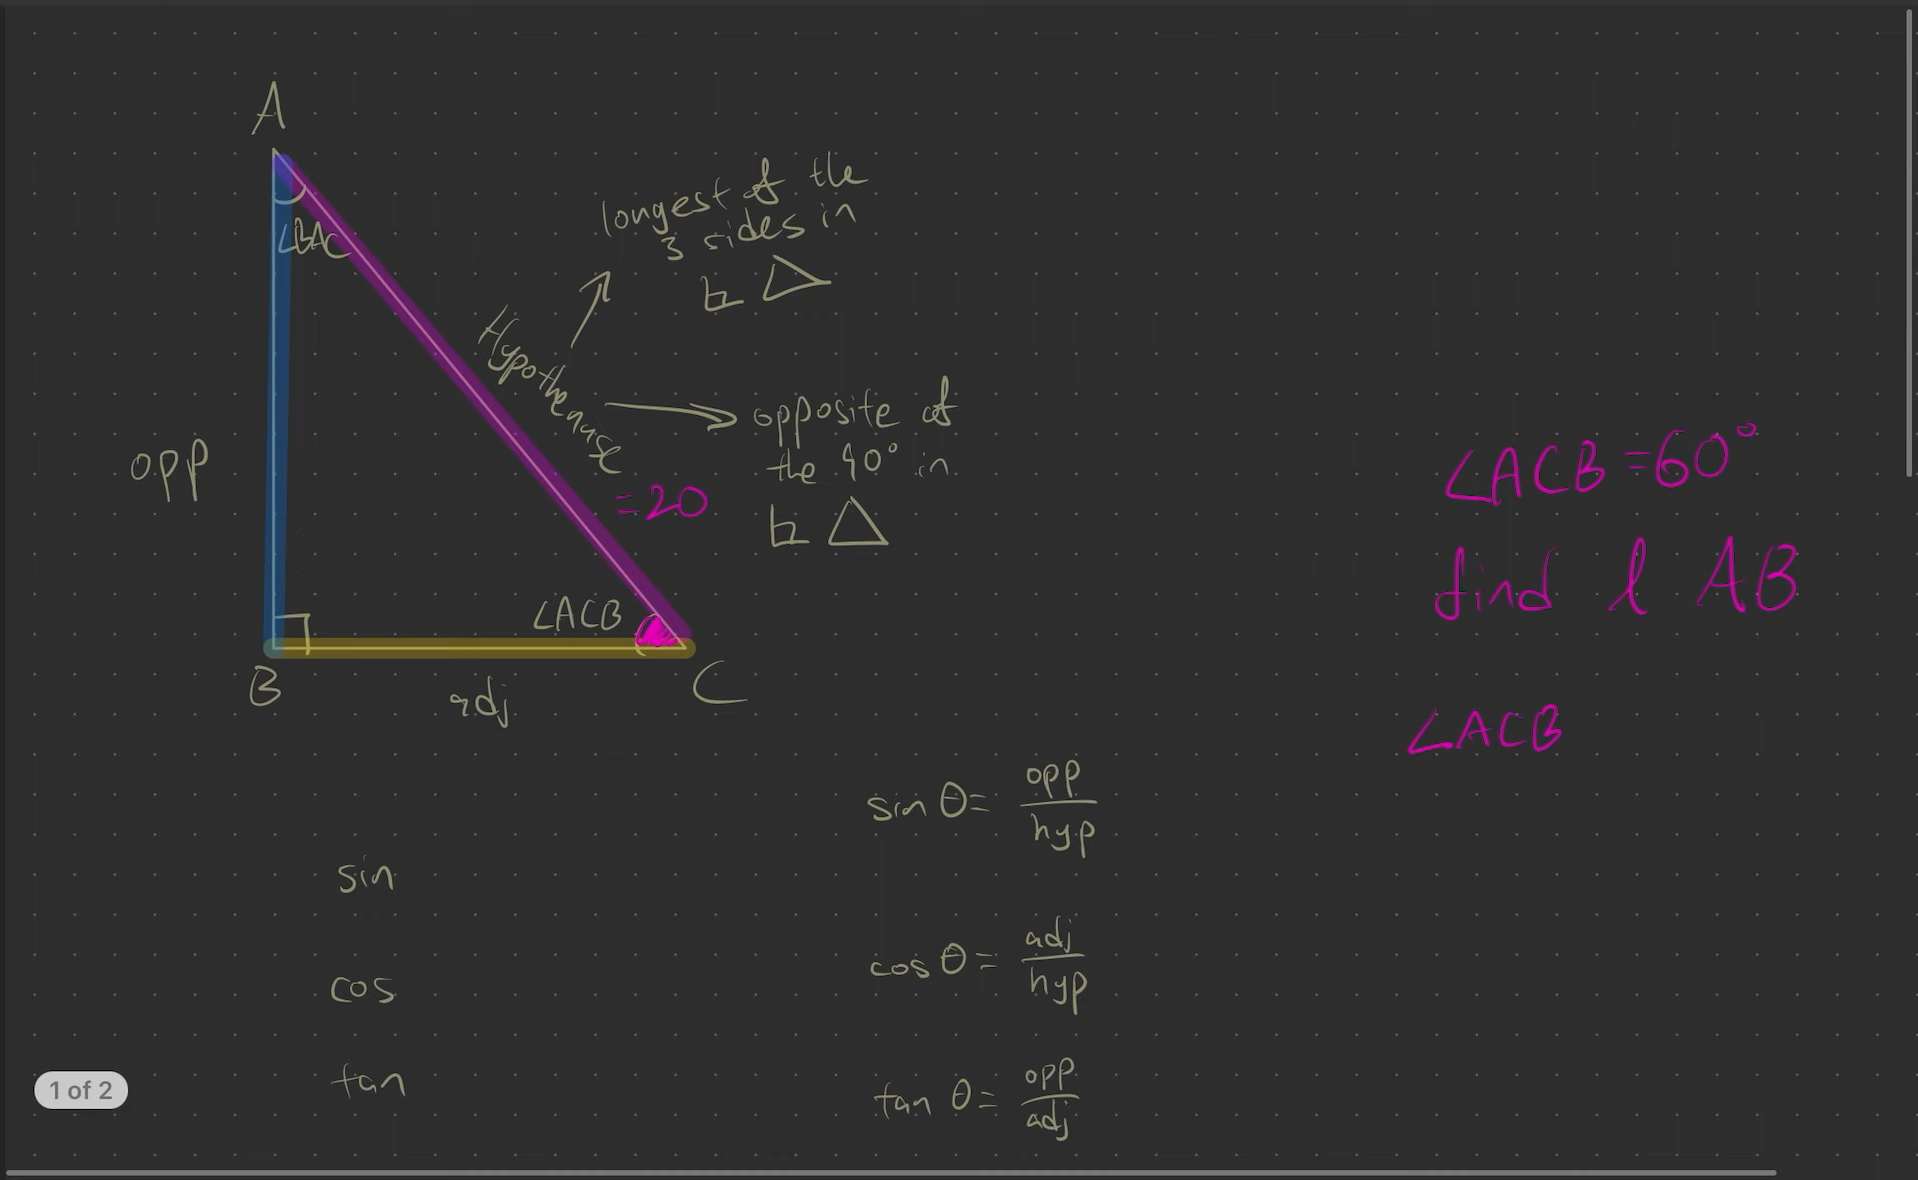 A
∠BAC
longest of the
3 sides in
Hypothenuse
= 20
opposite of
the 90° in
opp
∠ACB
B
adj
C
∠ACB = 60°
find l AB
∠ACB
sin
cos
tan
sin θ = opp/hyp
cos θ = adj/hyp
tan θ = opp/adj
1 of 2